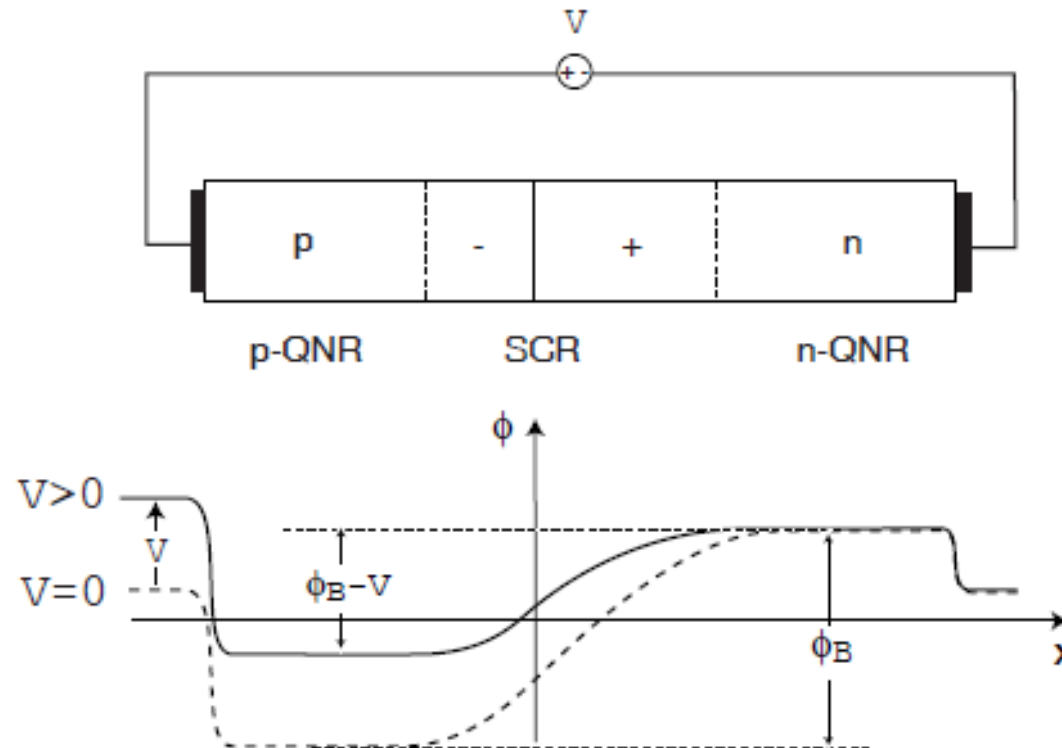 V
+ -
p - + n
p-QNR SCR n-QNR
ϕ
V>0
V
ϕB-V
V=0
ϕB
x